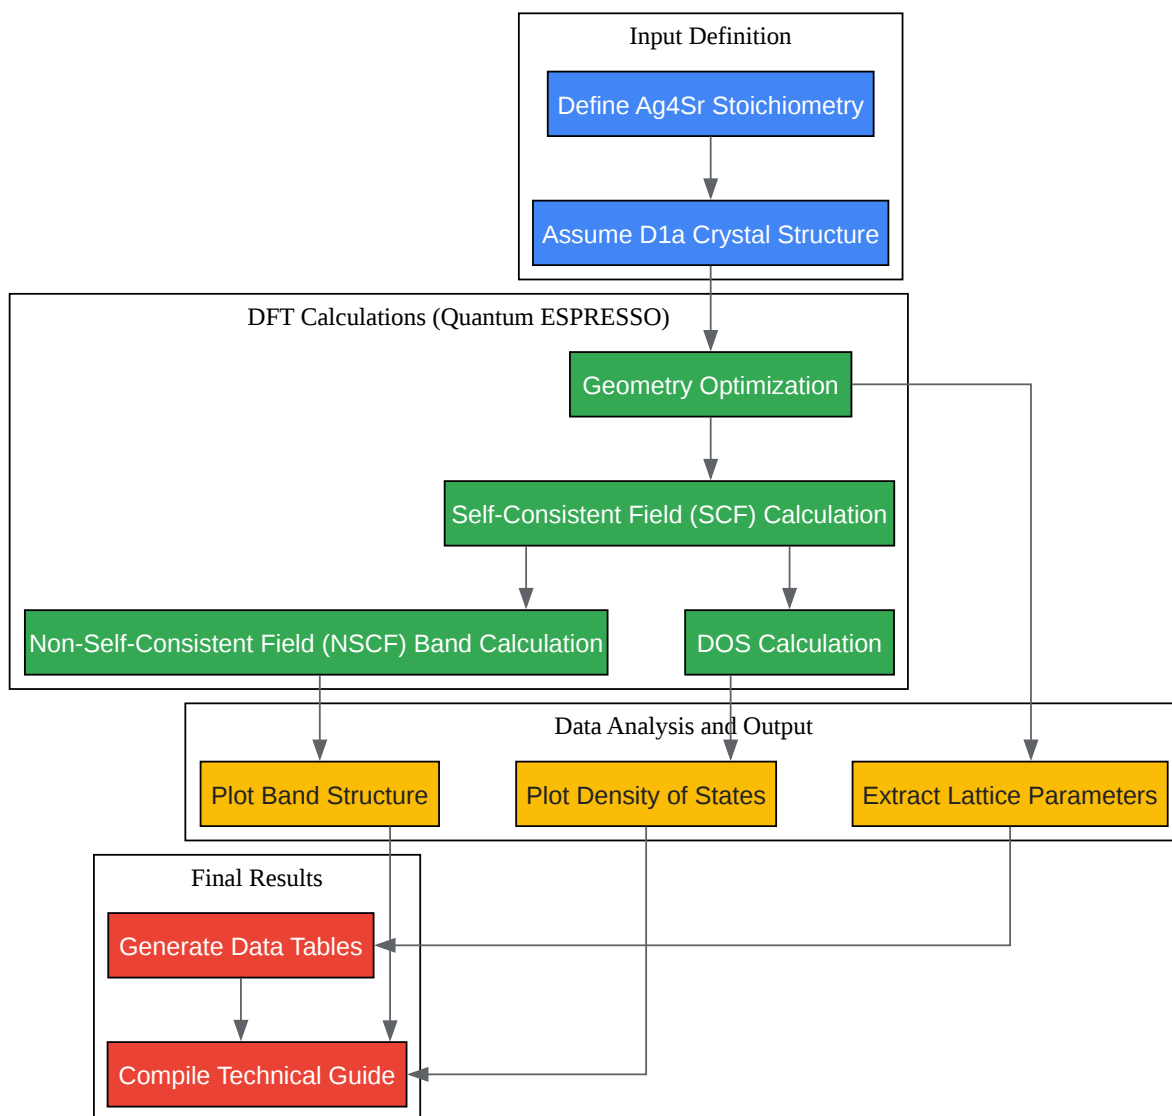 Input Definition
Define Ag4Sr Stoichiometry
Assume D1a Crystal Structure
DFT Calculations (Quantum ESPRESSO)
Geometry Optimization
Self-Consistent Field (SCF) Calculation
Non-Self-Consistent Field (NSCF) Band Calculation
DOS Calculation
Data Analysis and Output
Plot Band Structure
Plot Density of States
Extract Lattice Parameters
Final Results
Generate Data Tables
Compile Technical Guide